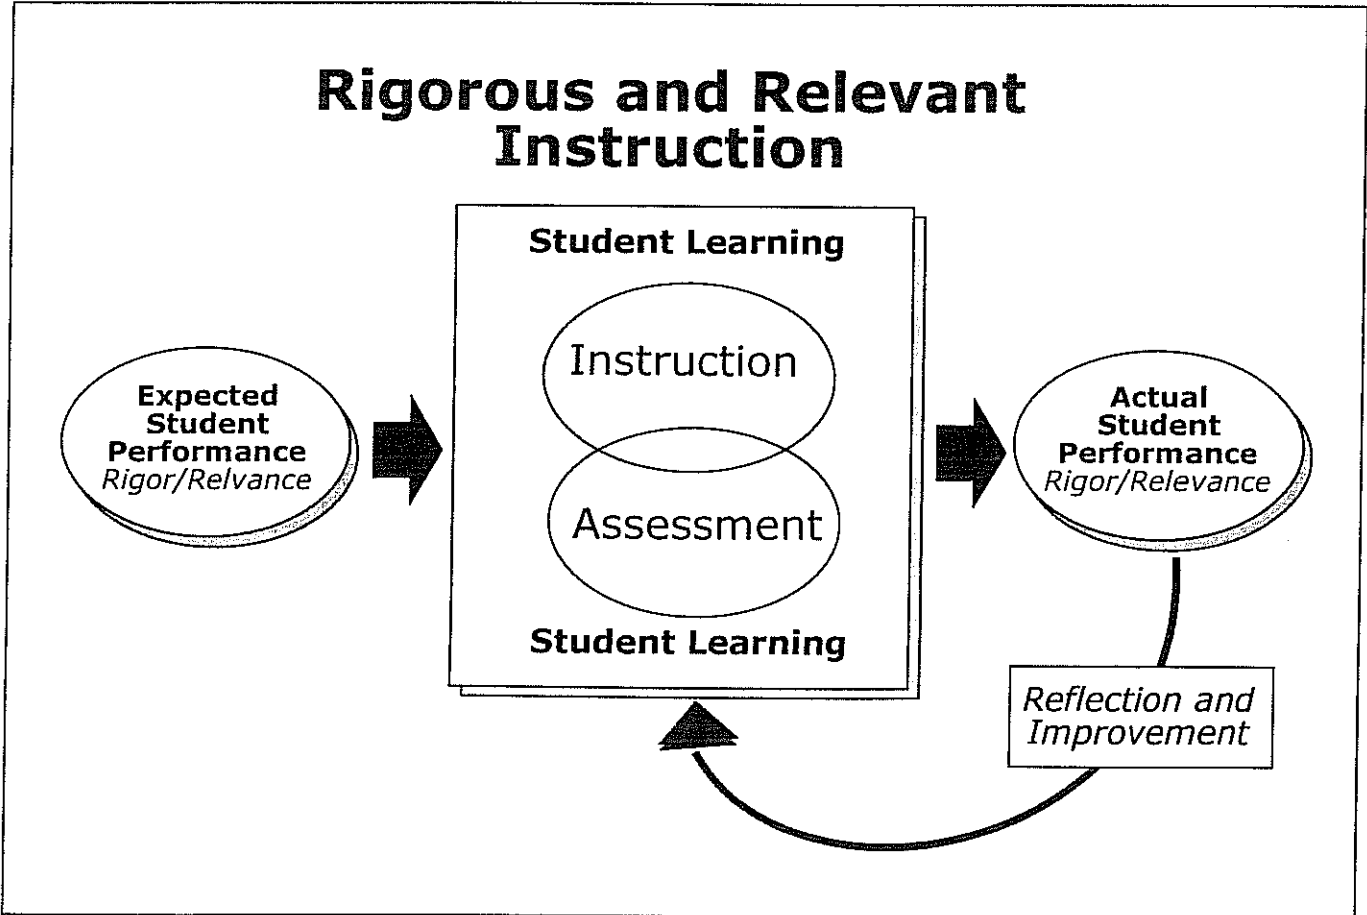 Rigorous and Relevant
Instruction
Student Learning
Instruction
Assessment
Student Learning
Expected
Student
Performance
Rigor/Relvance
Actual
Student
Performance
Rigor/Relevance
Reflection and
Improvement